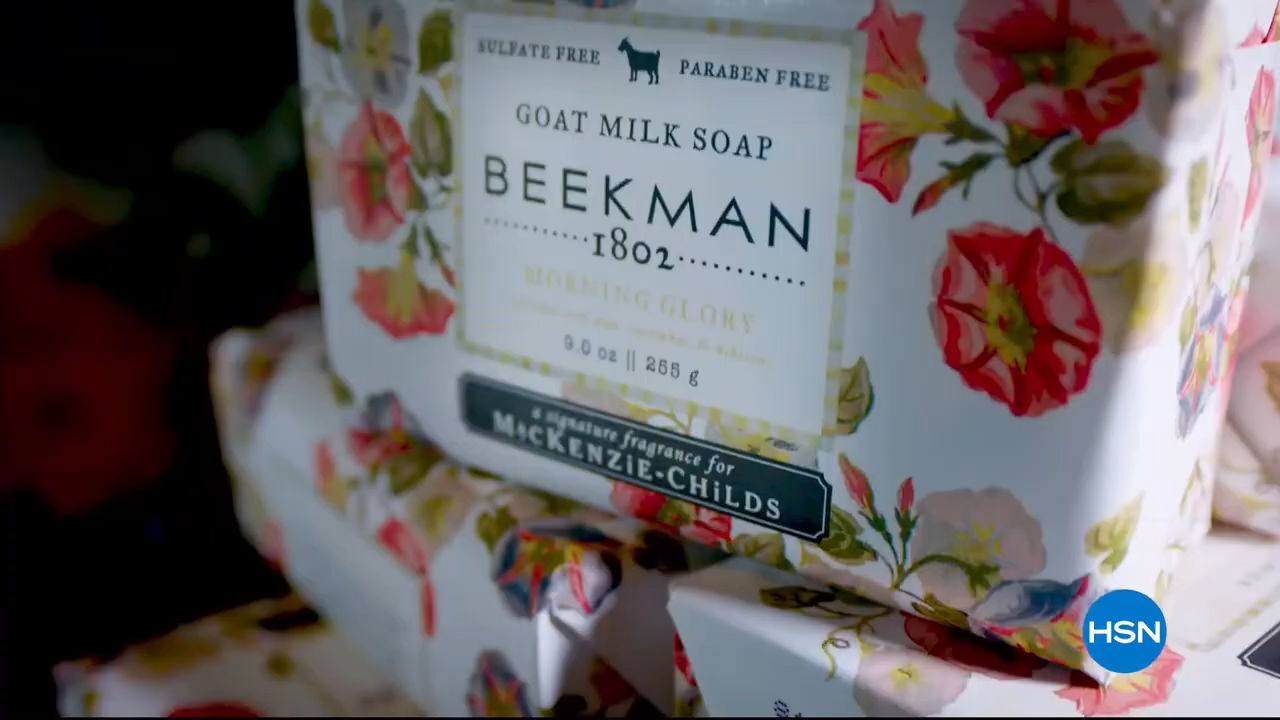 SULFATE FREE PARABEN FREE
GOAT MILK SOAP
BEEKMAN
1802
MORNING GLORY
9.0 oz || 255 g
a signature fragrance for
MACKENZIE-CHiLDS
HSN